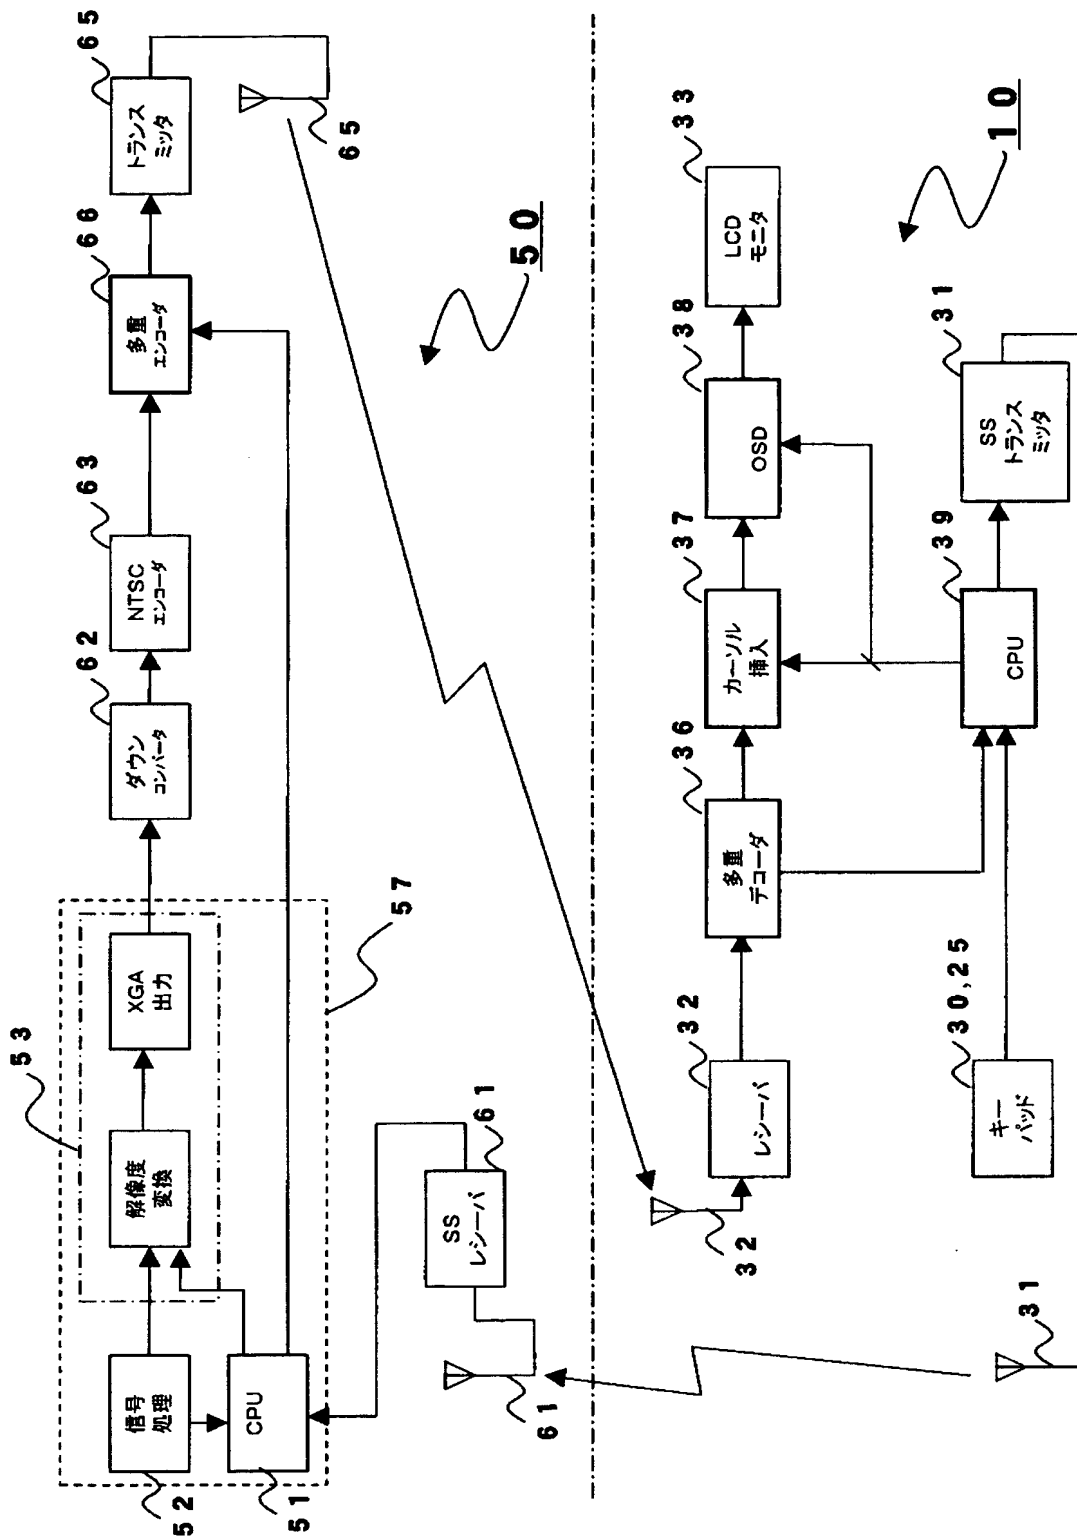 52
信号
処理
51
CPU
53
解像度
変換
XGA
出力
57
62
ダウン
コンバータ
63
NTSC
エンコーダ
66
多重
エンコーダ
65
トランス
ミッタ
65
50
61
SS
レシーバ
61
32
レシーバ
32
36
多重
デコーダ
37
カーソル
挿入
38
OSD
33
LCD
モニタ
10
30,25
キー
パッド
39
CPU
31
SS
トランス
ミッタ
31